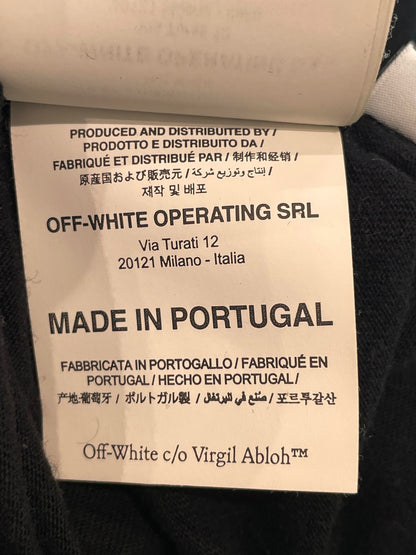 PRODUCED AND DISTRIBUTED BY /
PRODOTTO E DISTRIBUITO DA /
FABRIQUÉ ET DISTRIBUÉ PAR / 制作和经销 /
原産国および販売元 / إنتاج وتوزيع شركة /
제작 및 배포
OFF-WHITE OPERATING SRL
Via Turati 12
20121 Milano - Italia
MADE IN PORTUGAL
FABBRICATA IN PORTOGALLO / FABRIQUÉ EN
PORTUGAL / HECHO EN PORTUGAL /
产地:葡萄牙 / ポルトガル製 / صُنع في البرتغال / 포르투갈산
Off-White c/o Virgil Abloh™